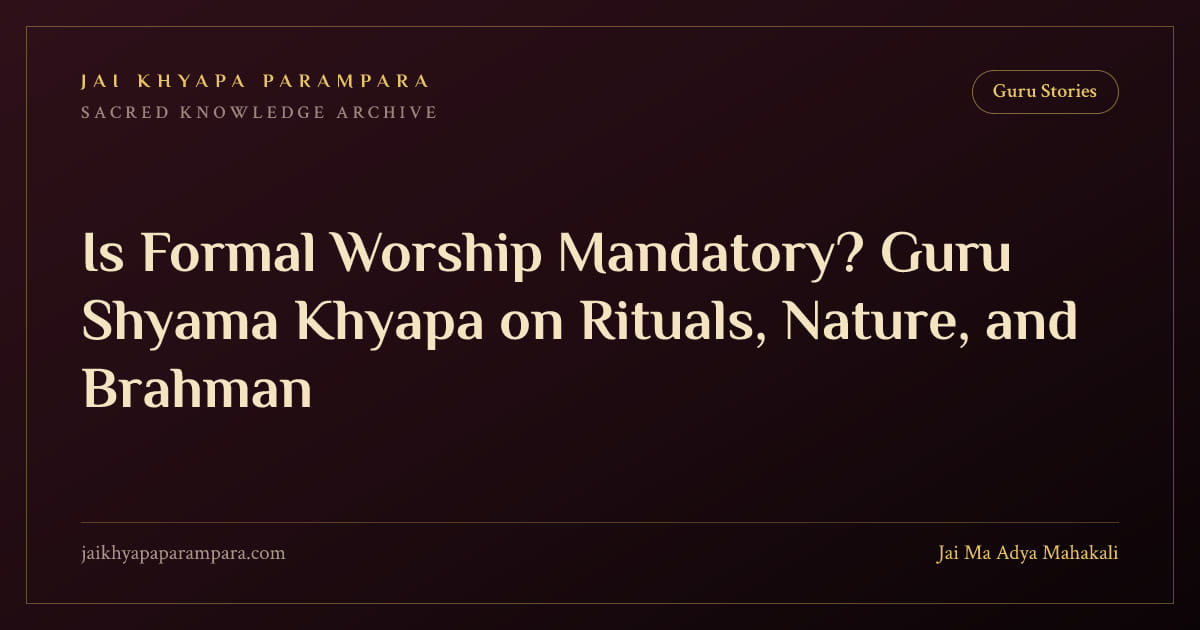 JAI KHYAPA PARAMPARA
SACRED KNOWLEDGE ARCHIVE
Guru Stories
Is Formal Worship Mandatory? Guru
Shyama Khyapa on Rituals, Nature, and
Brahman
jaikhyapaparampara.com
Jai Ma Adya Mahakali